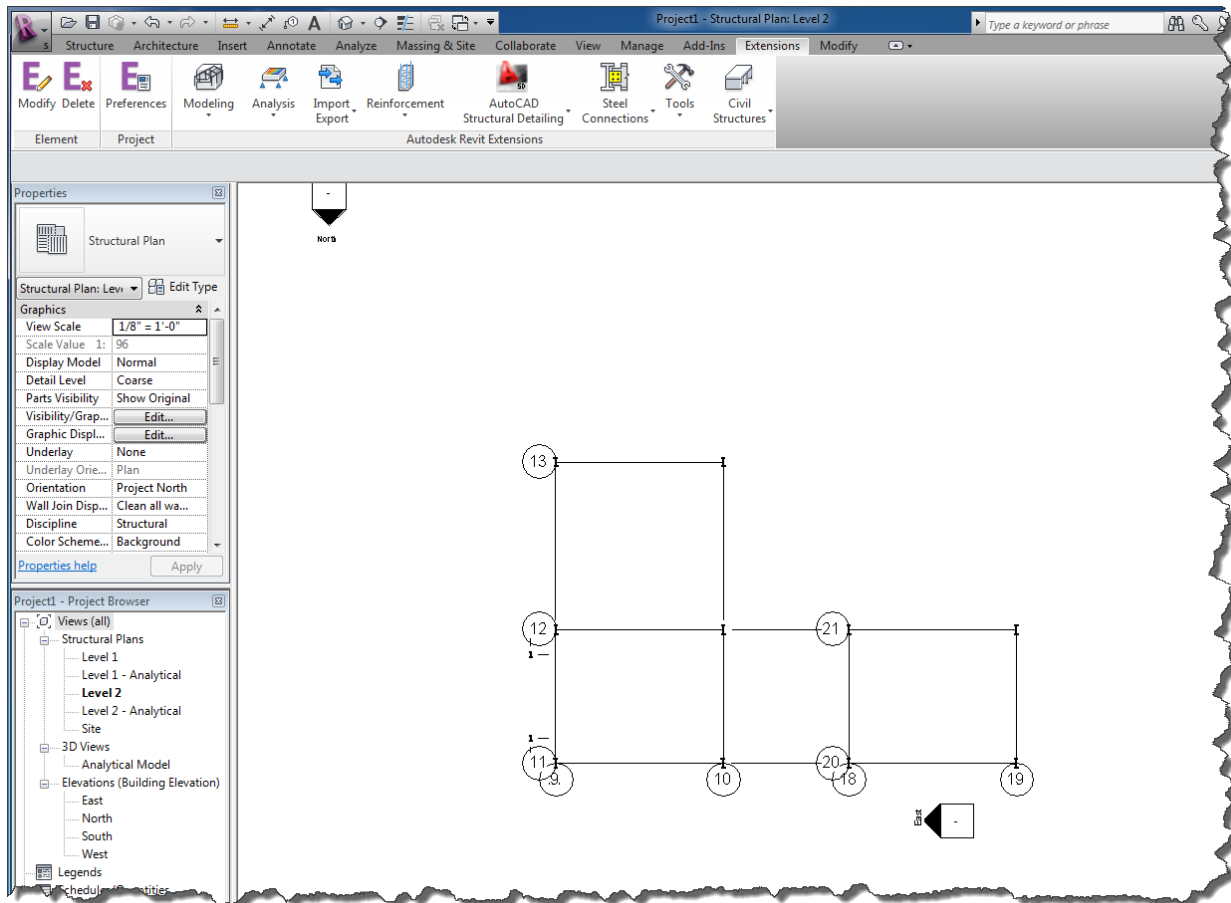 Project1 - Structural Plan: Level 2
Type a keyword or phrase
s Structure Architecture Insert Annotate Analyze Massing & Site Collaborate View Manage Add-Ins Extensions Modify
Modify Delete Preferences Modeling Analysis Import Export Reinforcement AutoCAD Structural Detailing Steel Connections Tools Civil Structures
Element Project Autodesk Revit Extensions
Properties
Structural Plan
Structural Plan: Lev Edit Type
Graphics
View Scale 1/8" = 1'-0"
Scale Value 1: 96
Display Model Normal
Detail Level Coarse
Parts Visibility Show Original
Visibility/Grap... Edit...
Graphic Displ... Edit...
Underlay None
Underlay Orie... Plan
Orientation Project North
Wall Join Disp... Clean all wa...
Discipline Structural
Color Scheme... Background
Properties help Apply
Project1 - Project Browser
Views (all)
Structural Plans
Level 1
Level 1 - Analytical
Level 2
Level 2 - Analytical
Site
3D Views
Analytical Model
Elevations (Building Elevation)
East
North
South
West
Legends
-
North
13
12
21
1
1
11
20
9
10
18
19
East
-